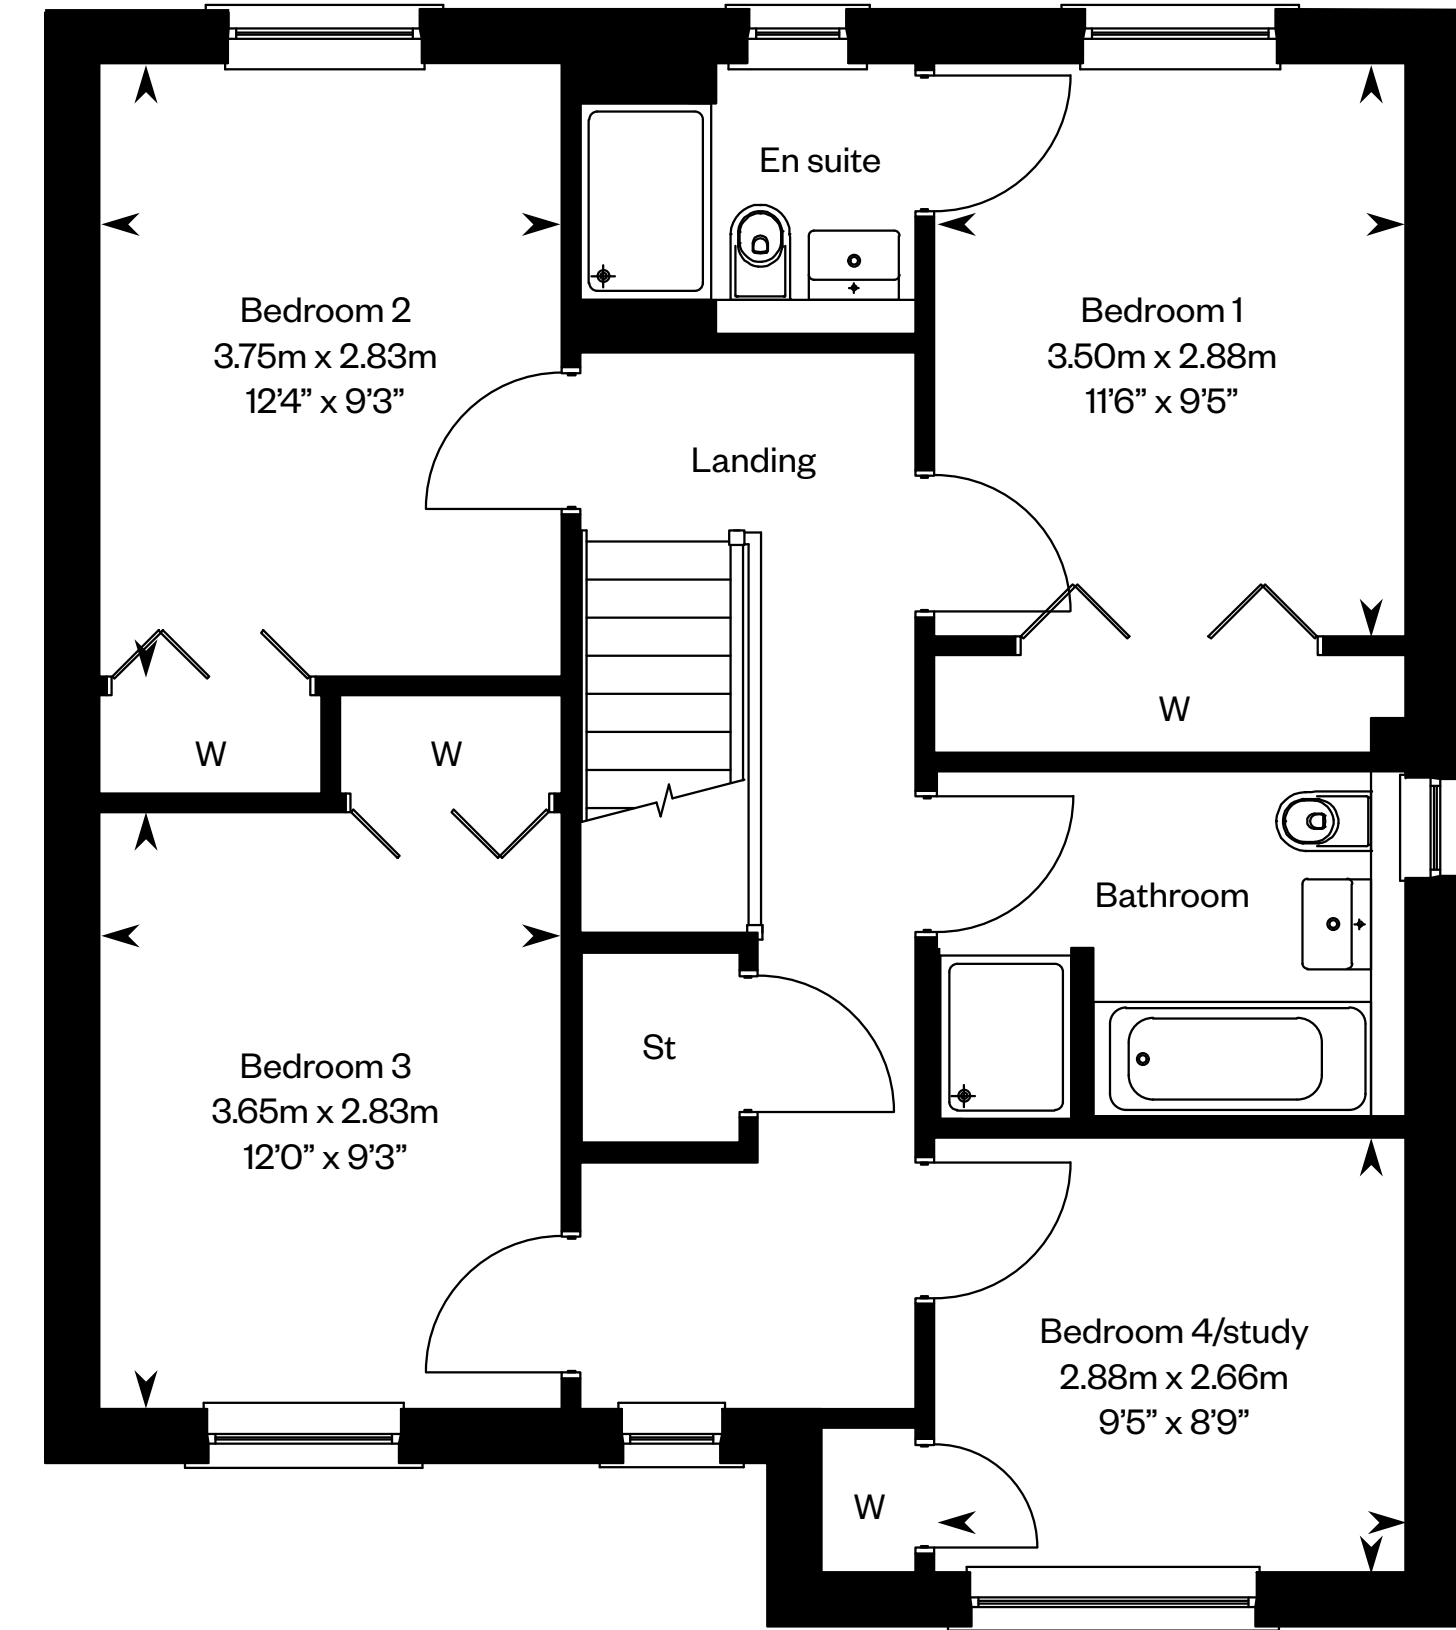 En suite
Bedroom 2
3.75m x 2.83m
12’4” x 9’3”
Bedroom 1
3.50m x 2.88m
11’6” x 9’5”
Landing
W
W
W
Bathroom
St
Bedroom 3
3.65m x 2.83m
12’0” x 9’3”
Bedroom 4/study
2.88m x 2.66m
9’5” x 8’9”
W